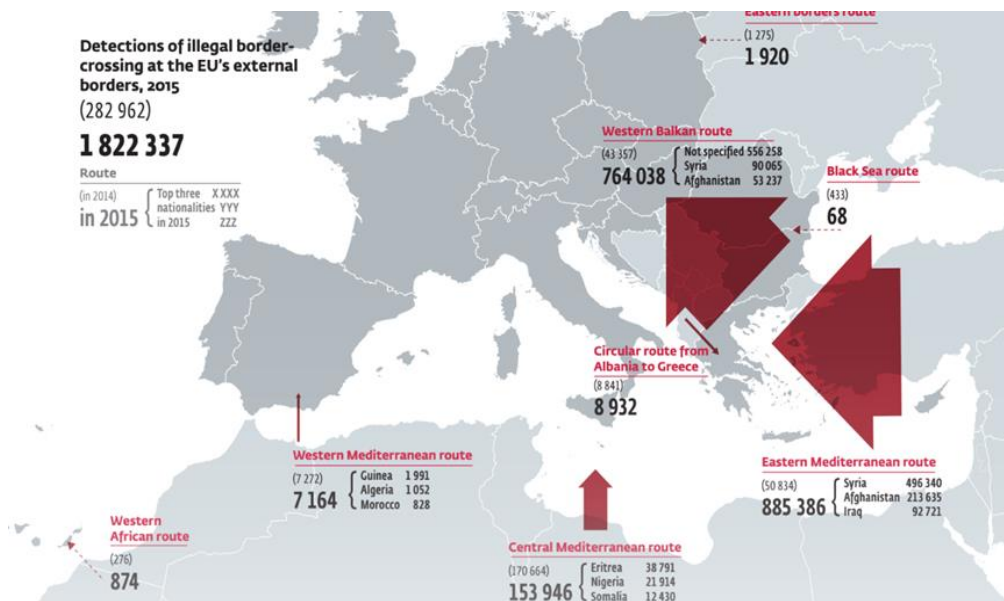 Eastern borders route
(1 275)
1 920
Detections of illegal border-
crossing at the EU's external
borders, 2015
(282 962)
1 822 337
Route
(in 2014)
in 2015
Top three X XXX
nationalities YYY
in 2015 ZZZ
Western Balkan route
(43 357)
764 038
Not specified 556 258
Syria 90 065
Afghanistan 53 237
Black Sea route
(433)
68
Circular route from
Albania to Greece
(8 841)
8 932
Western Mediterranean route
(7 272)
7 164
Guinea 1 991
Algeria 1 052
Morocco 828
Eastern Mediterranean route
(50 834)
885 386
Syria 496 340
Afghanistan 213 635
Iraq 92 721
Western
African route
(276)
874
Central Mediterranean route
(170 664)
153 946
Eritrea 38 791
Nigeria 21 914
Somalia 12 430